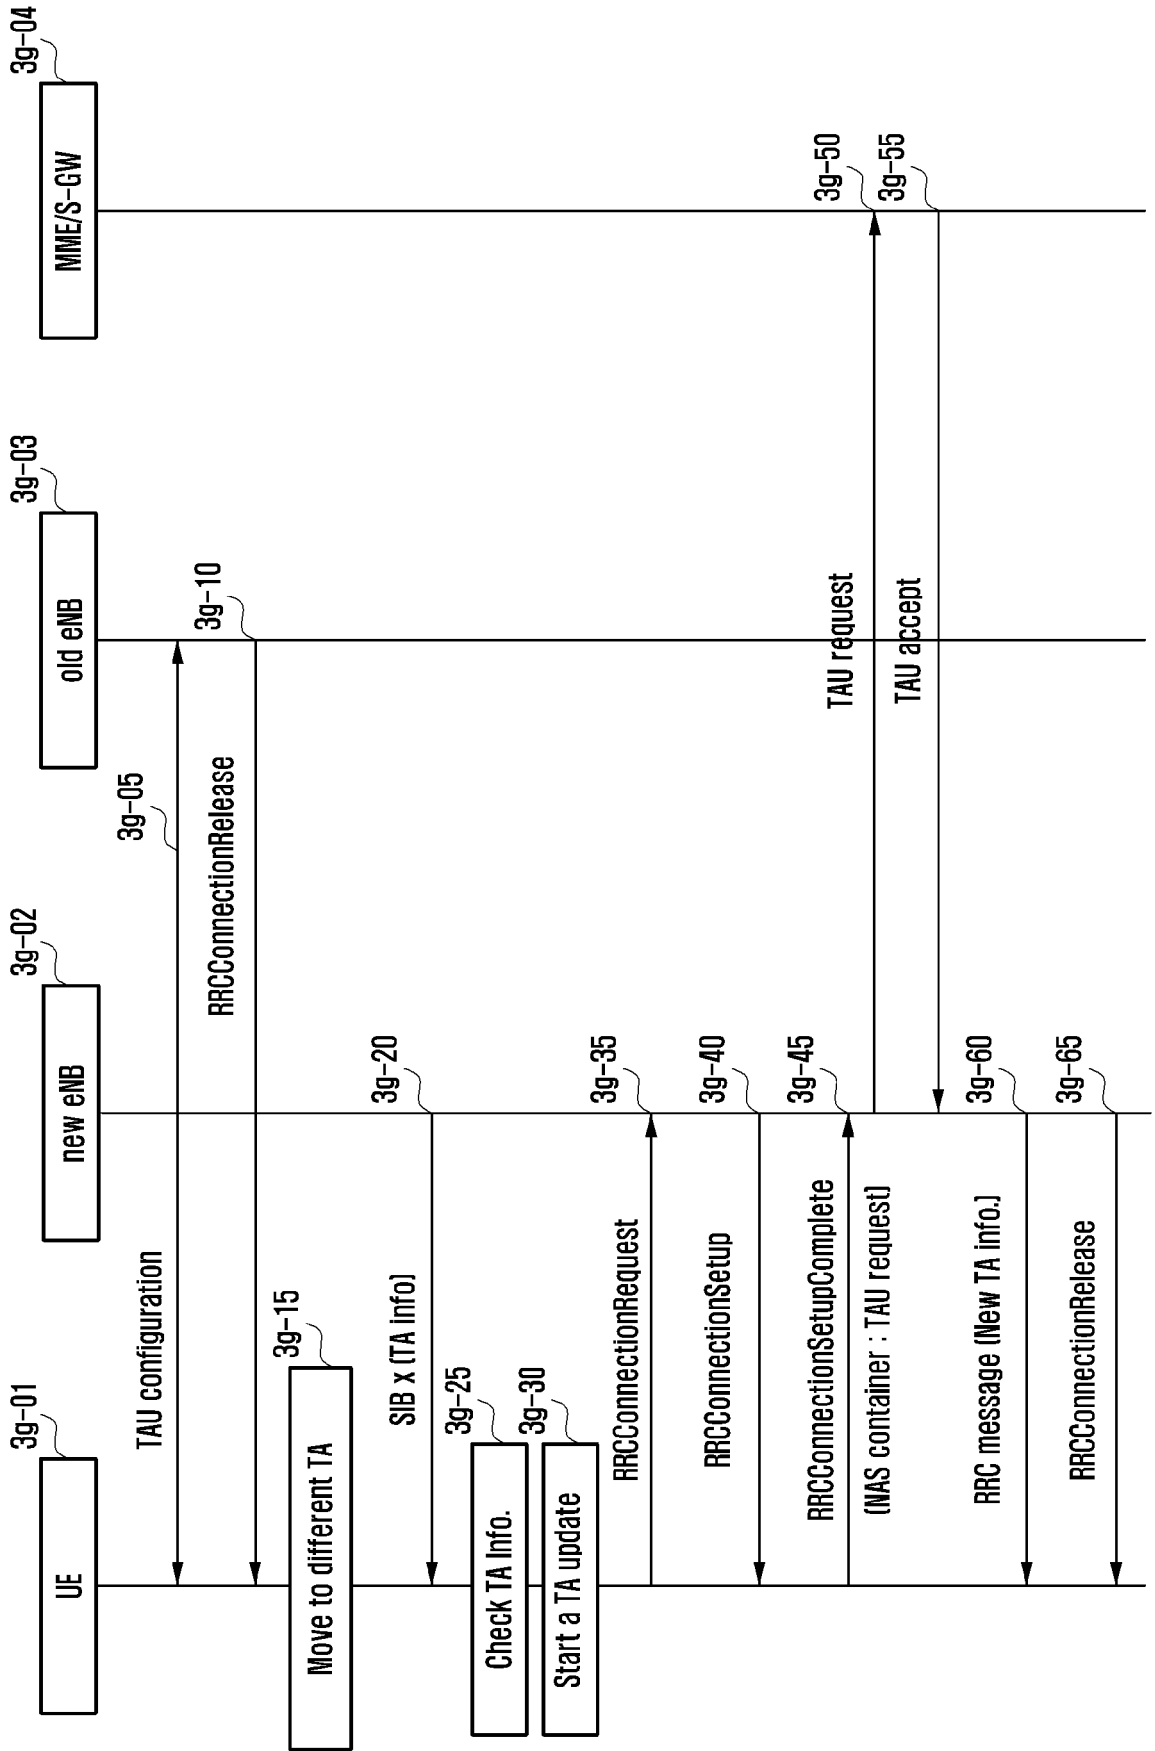 3g-01
3g-02
3g-03
3g-04
UE
new eNB
old eNB
MME/S-GW
TAU configuration
3g-05
RRCConnectionRelease
3g-10
3g-15
Move to different TA
SIB x (TA info)
3g-20
3g-25
Check TA Info.
3g-30
Start a TA update
RRCConnectionRequest
3g-35
RRCConnectionSetup
3g-40
RRCConnectionSetupComplete
3g-45
(NAS container : TAU request)
TAU request
3g-50
TAU accept
3g-55
RRC message (New TA info.)
3g-60
RRCConnectionRelease
3g-65